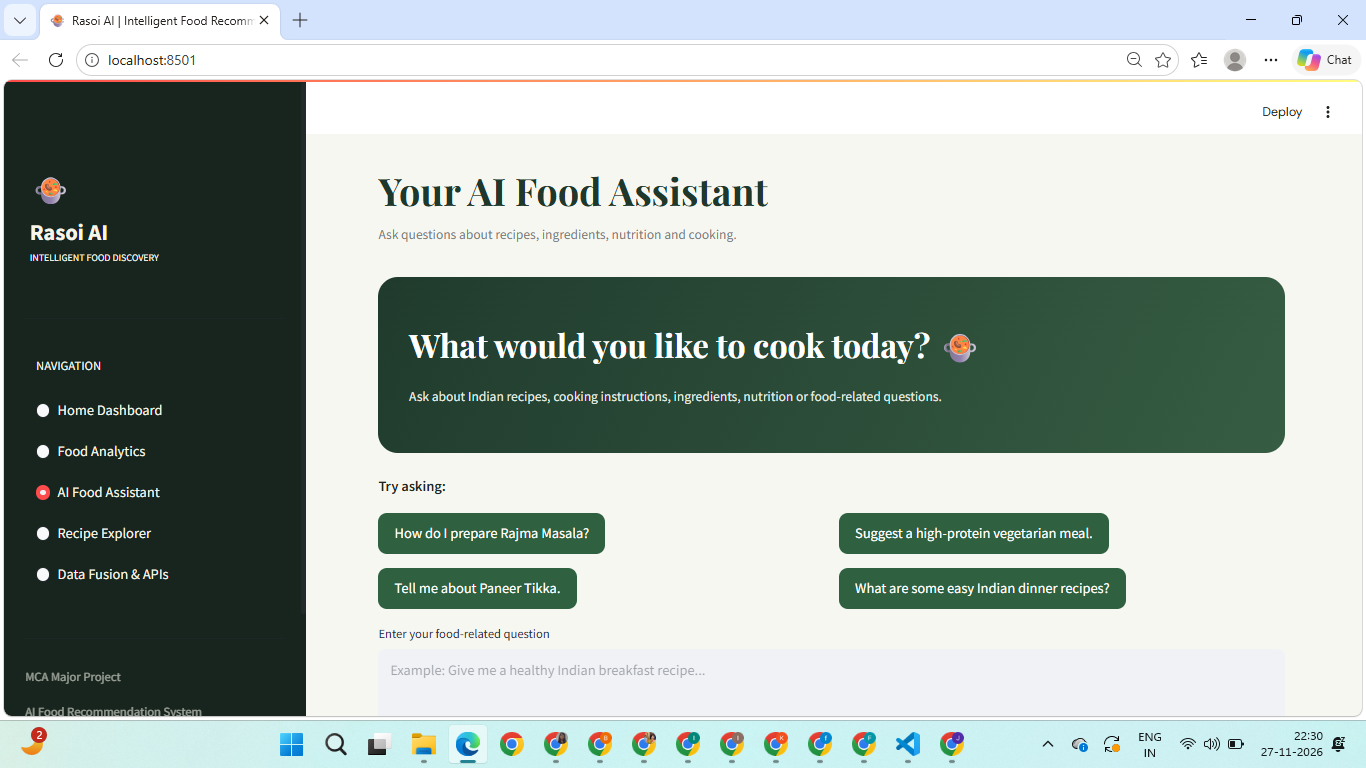 Rasoi AI | Intelligent Food Recomm
localhost:8501
Chat
Deploy
Rasoi AI
INTELLIGENT FOOD DISCOVERY
NAVIGATION
Home Dashboard
Food Analytics
AI Food Assistant
Recipe Explorer
Data Fusion & APIs
MCA Major Project
AI Food Recommendation System
Your AI Food Assistant
Ask questions about recipes, ingredients, nutrition and cooking.
What would you like to cook today?
Ask about Indian recipes, cooking instructions, ingredients, nutrition or food-related questions.
Try asking:
How do I prepare Rajma Masala?
Suggest a high-protein vegetarian meal.
Tell me about Paneer Tikka.
What are some easy Indian dinner recipes?
Enter your food-related question
Example: Give me a healthy Indian breakfast recipe...
2
ENG
IN
22:30
27-11-2026